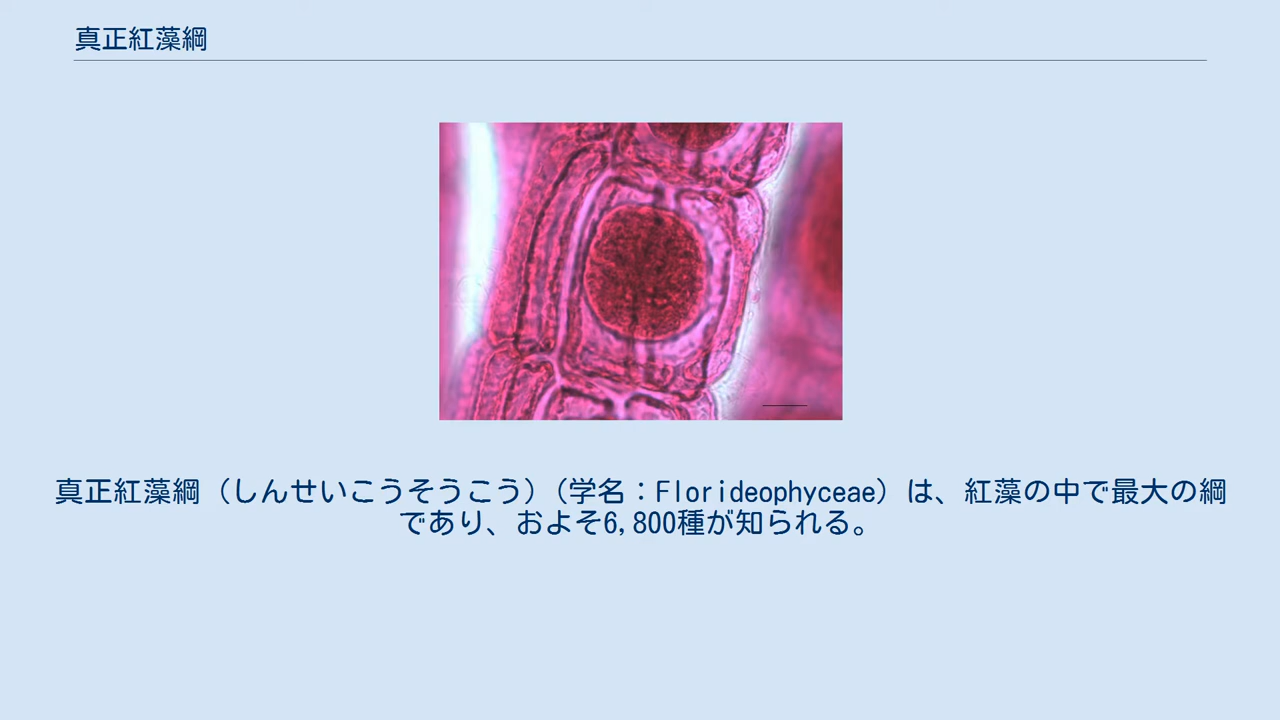 真正紅藻綱
真正紅藻綱（しんせいこうそうこう）（学名：Florideophyceae）は、紅藻の中で最大の綱
であり、およそ6,800種が知られる。